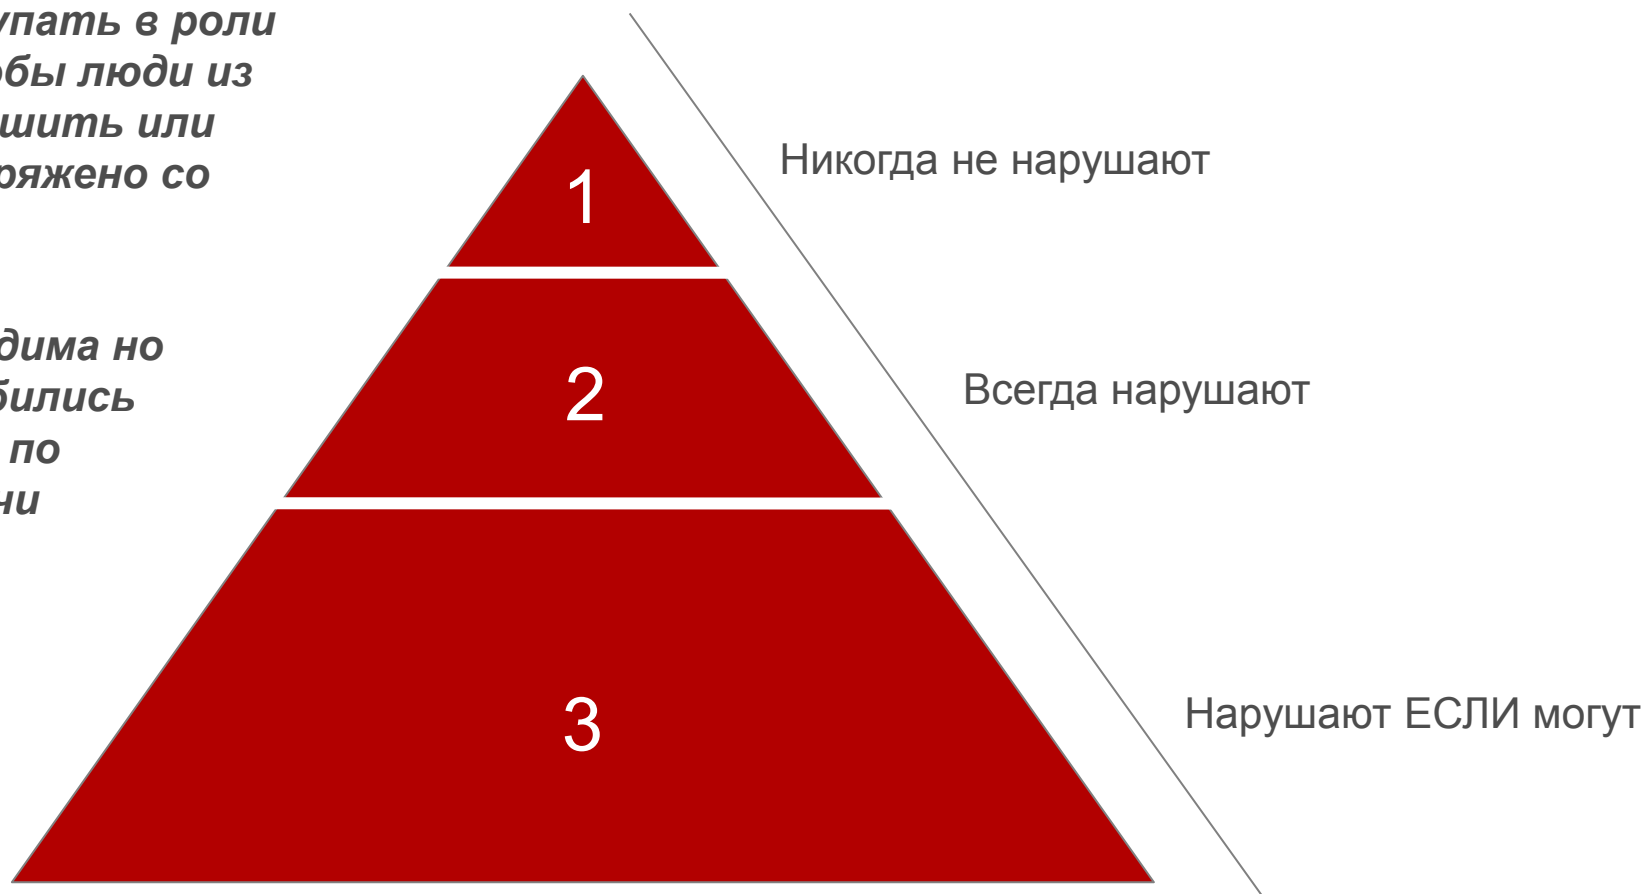 упать в роли
обы люди из
шить или
ряжено со
дима но
бились
по
чи
1
Никогда не нарушают
2
Всегда нарушают
3
Нарушают ЕСЛИ могут